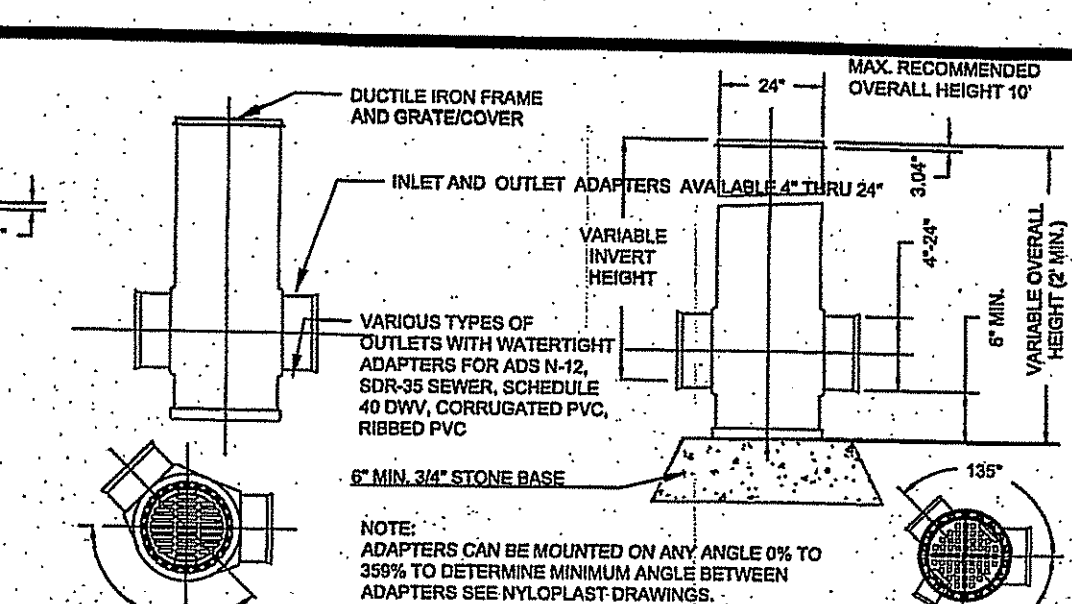 DUCTILE IRON FRAME
AND GRATE/COVER
24"
MAX. RECOMMENDED
OVERALL HEIGHT 10'
INLET AND OUTLET ADAPTERS AVAILABLE 4" THRU 24"
3.04"
VARIABLE
INVERT
HEIGHT
4"-24"
6" MIN.
VARIABLE OVERALL
HEIGHT (2' MIN.)
VARIOUS TYPES OF
OUTLETS WITH WATERTIGHT
ADAPTERS FOR ADS N-12,
SDR-35 SEWER, SCHEDULE
40 DWV, CORRUGATED PVC,
RIBBED PVC
6" MIN. 3/4" STONE BASE
135°
NOTE:
ADAPTERS CAN BE MOUNTED ON ANY ANGLE 0% TO
359% TO DETERMINE MINIMUM ANGLE BETWEEN
ADAPTERS SEE NYLOPLAST DRAWINGS.